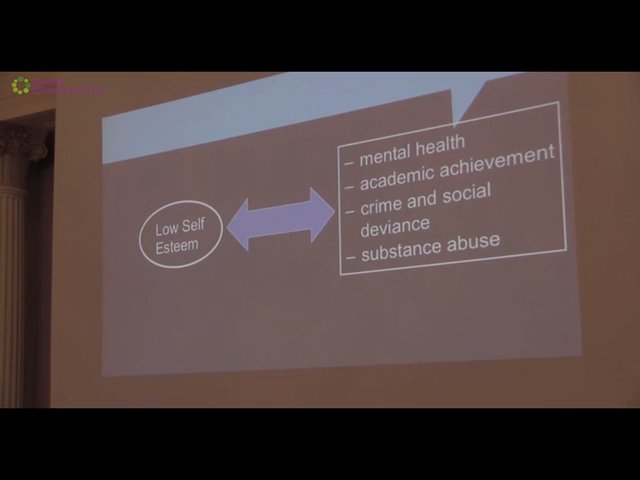 Low Self
Esteem
– mental health
– academic achievement
– crime and social
deviance
– substance abuse